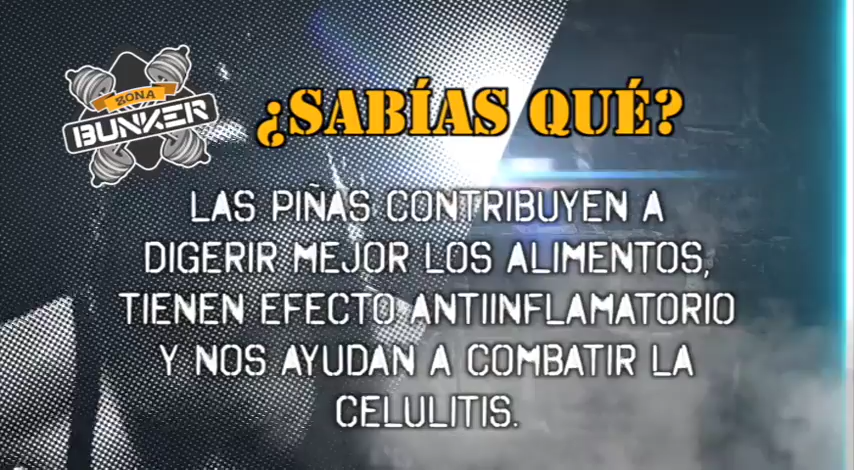 ZONA
BUNKER
¿SABÍAS QUÉ?
LAS PIÑAS CONTRIBUYEN A
DIGERIR MEJOR LOS ALIMENTOS,
TIENEN EFECTO ANTIINFLAMATORIO
Y NOS AYUDAN A COMBATIR LA
CELULITIS.